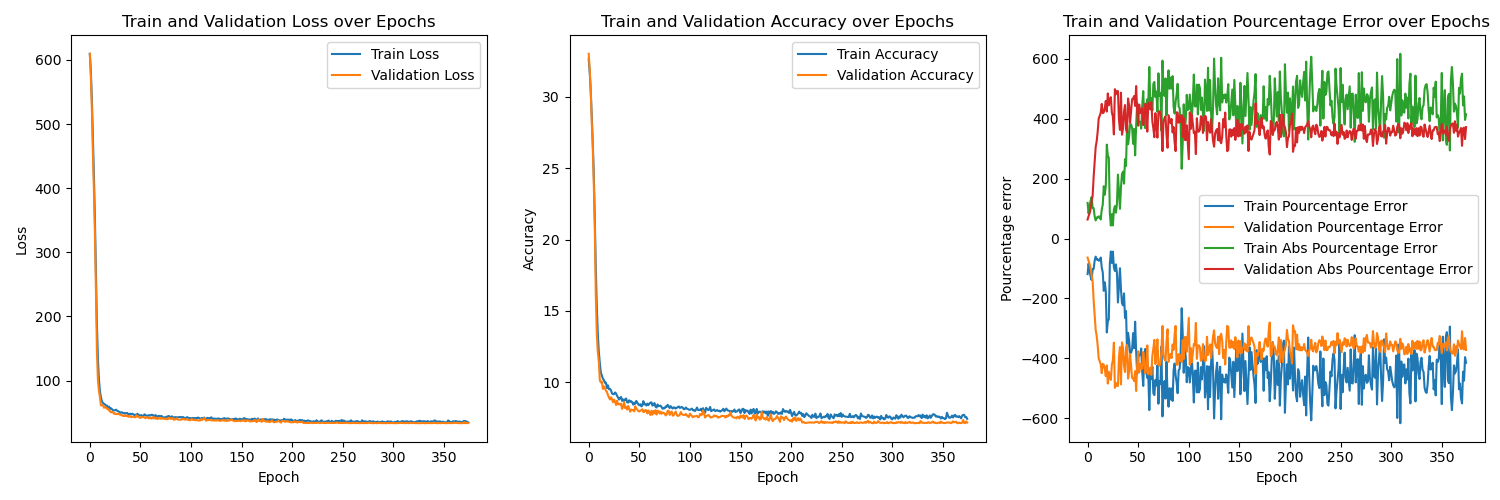 Train and Validation Loss over Epochs
Train Loss
Validation Loss
600
500
400
300
200
100
Loss
0 50 100 150 200 250 300 350
Epoch
Train and Validation Accuracy over Epochs
Train Accuracy
Validation Accuracy
30
25
20
15
10
Accuracy
0 50 100 150 200 250 300 350
Epoch
Train and Validation Pourcentage Error over Epochs
600
400
200
0
−200
−400
−600
Pourcentage error
Train Pourcentage Error
Validation Pourcentage Error
Train Abs Pourcentage Error
Validation Abs Pourcentage Error
0 50 100 150 200 250 300 350
Epoch